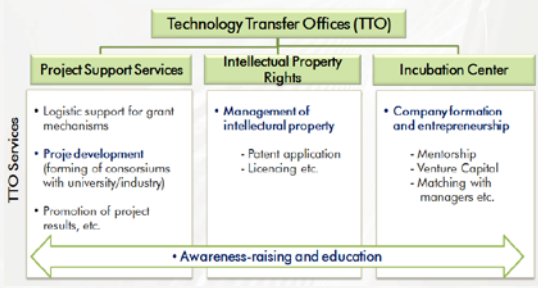 Technology Transfer Offices (TTO)
Project Support Services
Intellectual Property
Rights
Incubation Center
TTO Services
• Logistic support for grant
mechanisms
• Proje development
(forming of consorsiums
with university/industry)
• Promotion of project
results, etc.
• Management of
intellectual property
- Patent application
- Licencing etc.
• Company formation
and entrepreneurship
- Mentorship
- Venture Capital
- Matching with
managers etc.
• Awareness-raising and education